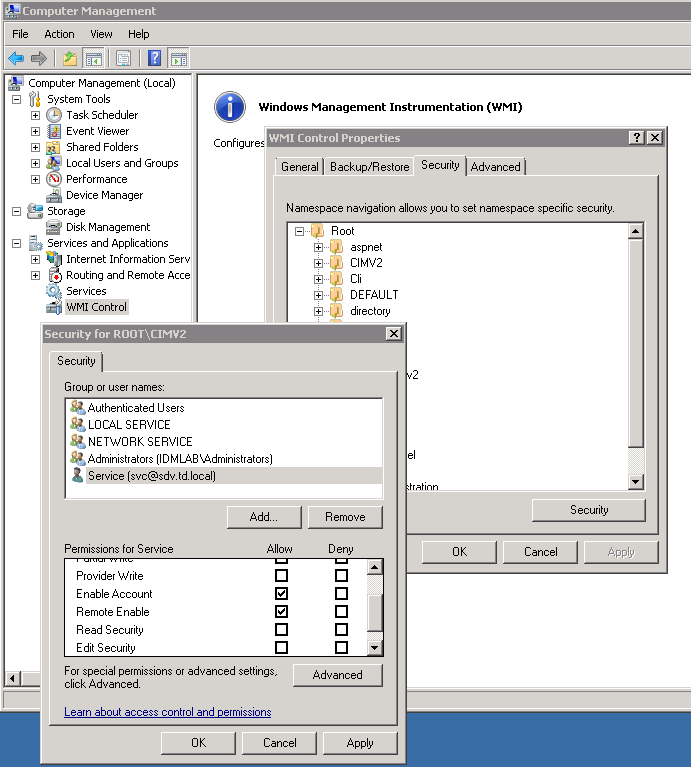 Computer Management
File Action View Help
Computer Management (Local)
System Tools
Task Scheduler
Event Viewer
Shared Folders
Local Users and Groups
Performance
Device Manager
Storage
Disk Management
Services and Applications
Internet Information Serv
Routing and Remote Acce
Services
WMI Control
Windows Management Instrumentation (WMI)
Configures
WMI Control Properties
General Backup/Restore Security Advanced
Namespace navigation allows you to set namespace specific security.
Root
aspnet
CIMV2
Cli
DEFAULT
directory
v2
el
stration
Security
OK Cancel Apply
Security for ROOT\CIMV2
Security
Group or user names:
Authenticated Users
LOCAL SERVICE
NETWORK SERVICE
Administrators (IDMLAB\Administrators)
Service (svc@sdv.td.local)
Add... Remove
Permissions for Service Allow Deny
Partial Write
Provider Write
Enable Account
Remote Enable
Read Security
Edit Security
For special permissions or advanced settings,
click Advanced.
Advanced
Learn about access control and permissions
OK Cancel Apply